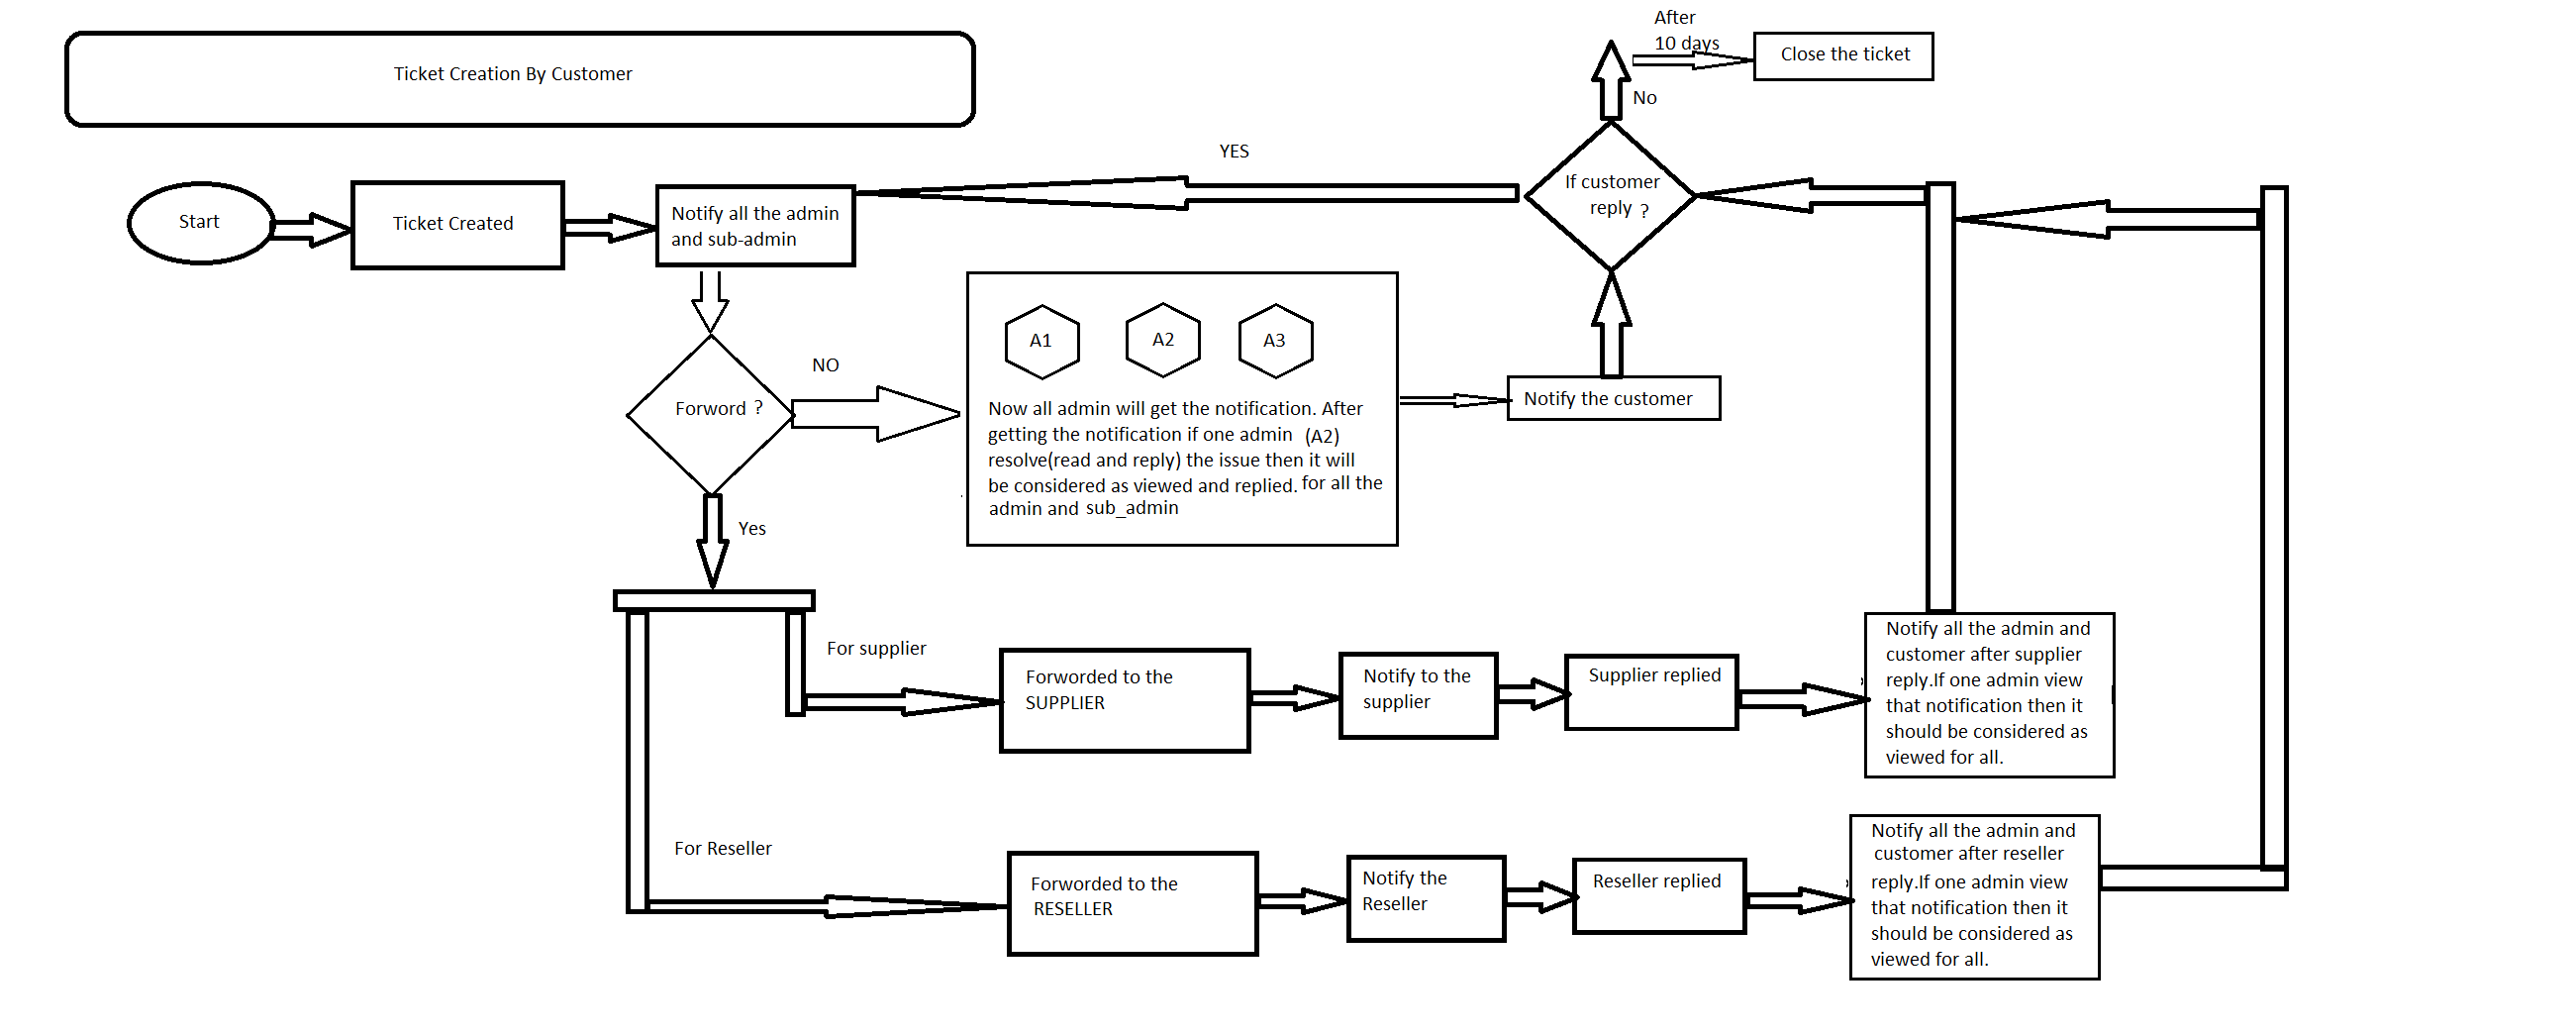 Ticket Creation By Customer
After
10 days
Close the ticket
No
YES
If customer
reply ?
Start
Ticket Created
Notify all the admin
and sub-admin
A1
A2
A3
NO
Forword ?
Now all admin will get the notification. After
getting the notification if one admin (A2)
resolve(read and reply) the issue then it will
be considered as viewed and replied. for all the
admin and sub_admin
Notify the customer
Yes
For supplier
Forworded to the
SUPPLIER
Notify to the
supplier
Supplier replied
Notify all the admin and
customer after supplier
reply.If one admin view
that notification then it
should be considered as
viewed for all.
For Reseller
Forworded to the
RESELLER
Notify the
Reseller
Reseller replied
Notify all the admin and
customer after reseller
reply.If one admin view
that notification then it
should be considered as
viewed for all.